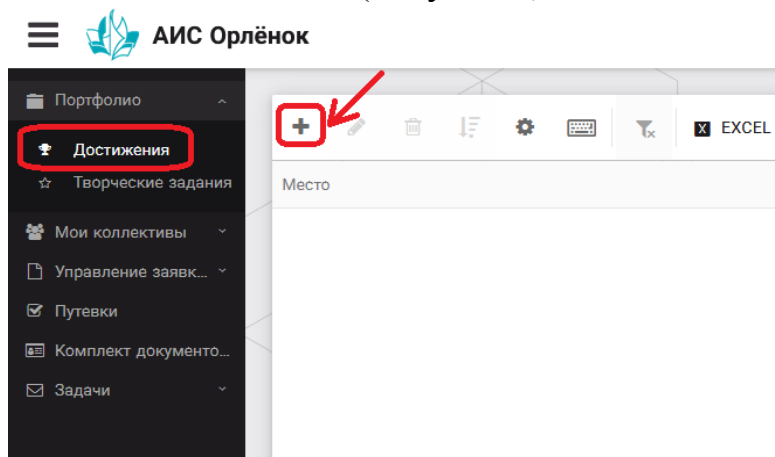 АИС Орлёнок
Портфолио
Достижения
Творческие задания
Мои коллективы
Управление заявк...
Путевки
Комплект документо...
Задачи
X EXCEL
Место